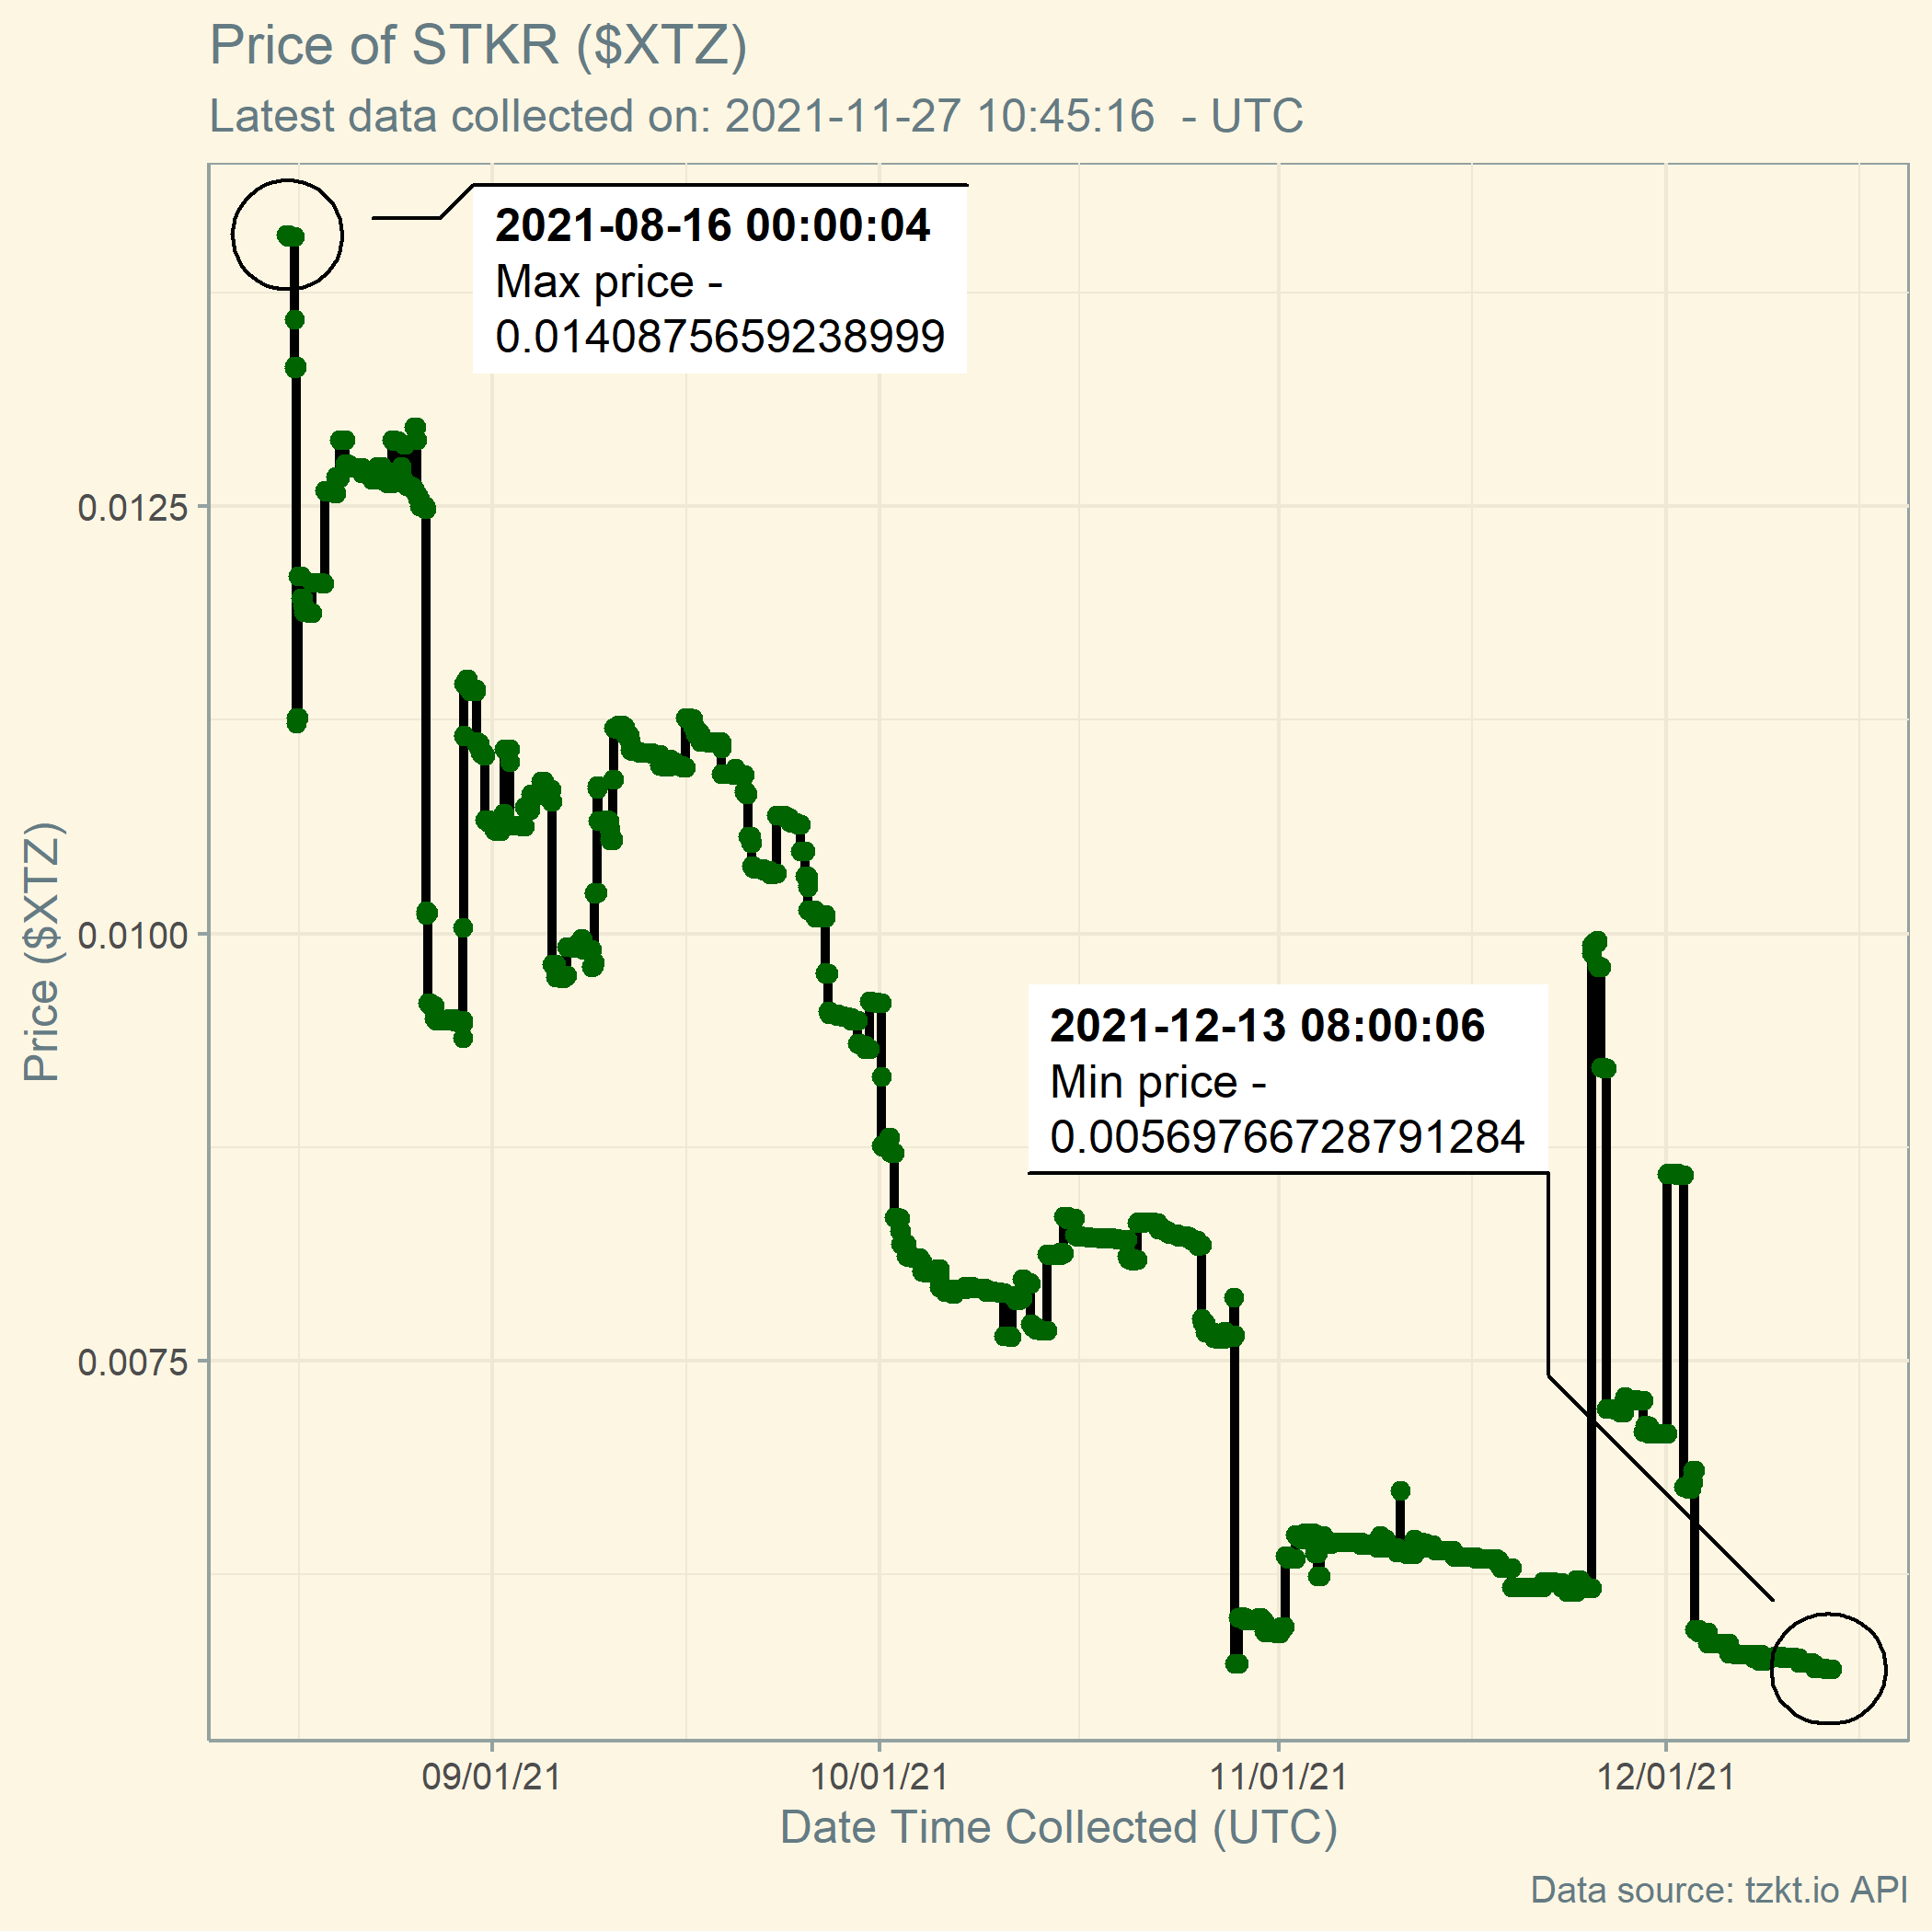 Price of STKR ($XTZ)
Latest data collected on: 2021-11-27 10:45:16  - UTC
2021-08-16 00:00:04
Max price -
0.0140875659238999
0.0125
0.0100
0.0075
Price ($XTZ)
2021-12-13 08:00:06
Min price -
0.00569766728791284
09/01/21
10/01/21
11/01/21
12/01/21
Date Time Collected (UTC)
Data source: tzkt.io API